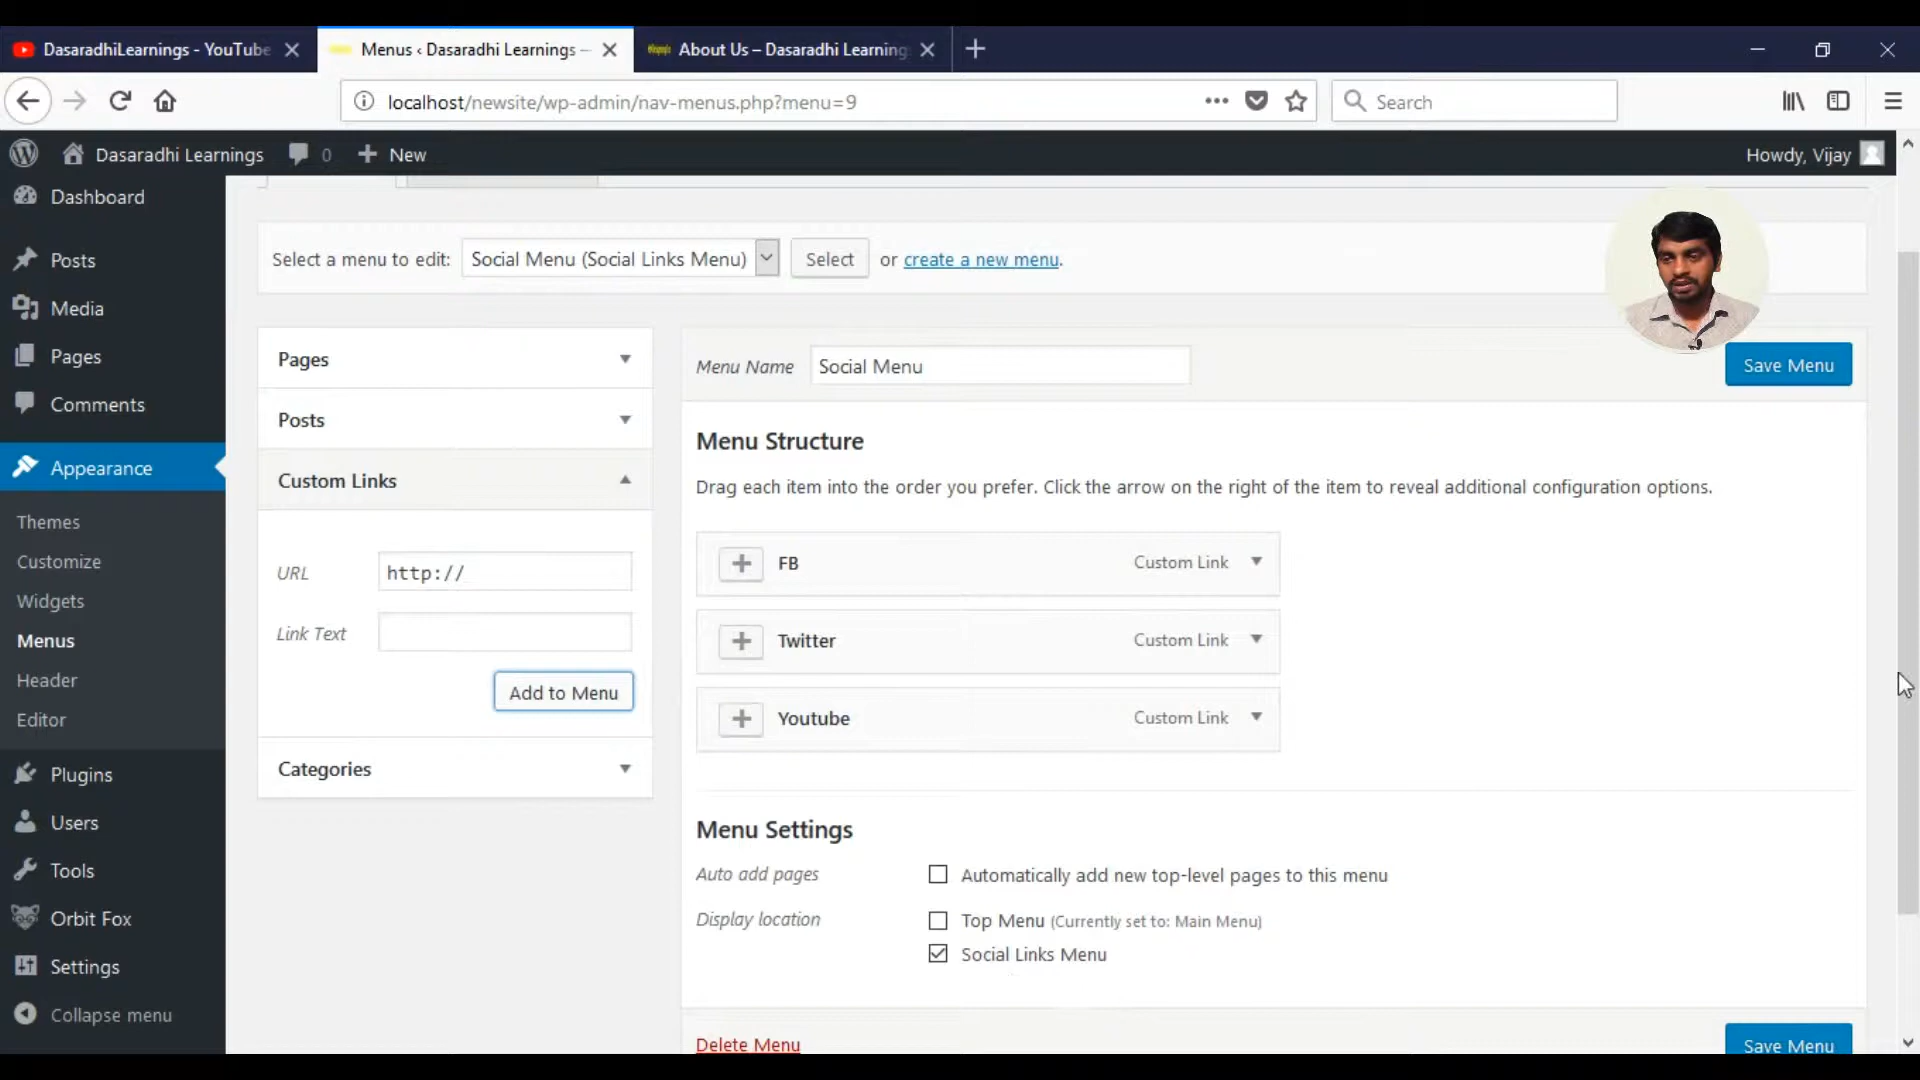 DasaradhiLearnings - YouTube
Menus ‹ Dasaradhi Learnings –
About Us – Dasaradhi Learning
localhost/newsite/wp-admin/nav-menus.php?menu=9
Search
Dasaradhi Learnings
0
New
Howdy, Vijay
Dashboard
Posts
Media
Pages
Comments
Appearance
Themes
Customize
Widgets
Menus
Header
Editor
Plugins
Users
Tools
Orbit Fox
Settings
Collapse menu
Select a menu to edit: Social Menu (Social Links Menu) Select or create a new menu.
Pages
Posts
Custom Links
URL http://
Link Text
Add to Menu
Categories
Menu Name Social Menu
Save Menu
Menu Structure
Drag each item into the order you prefer. Click the arrow on the right of the item to reveal additional configuration options.
FB Custom Link
Twitter Custom Link
Youtube Custom Link
Menu Settings
Auto add pages Automatically add new top-level pages to this menu
Display location Top Menu (Currently set to: Main Menu)
Social Links Menu
Delete Menu
Save Menu